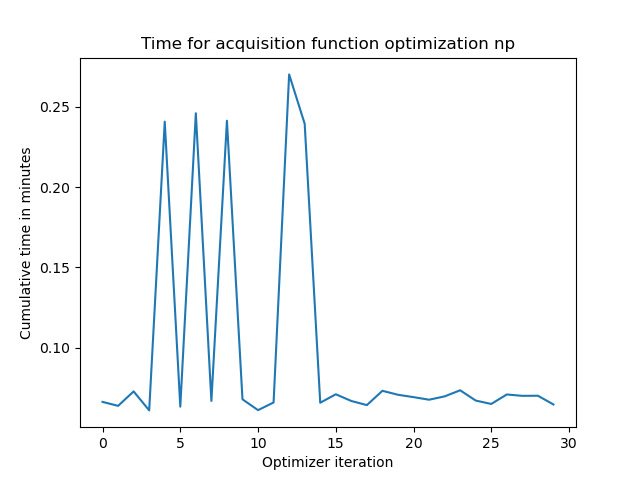 Time for acquisition function optimization np
Cumulative time in minutes
0.25
0.20
0.15
0.10
0 5 10 15 20 25 30
Optimizer iteration